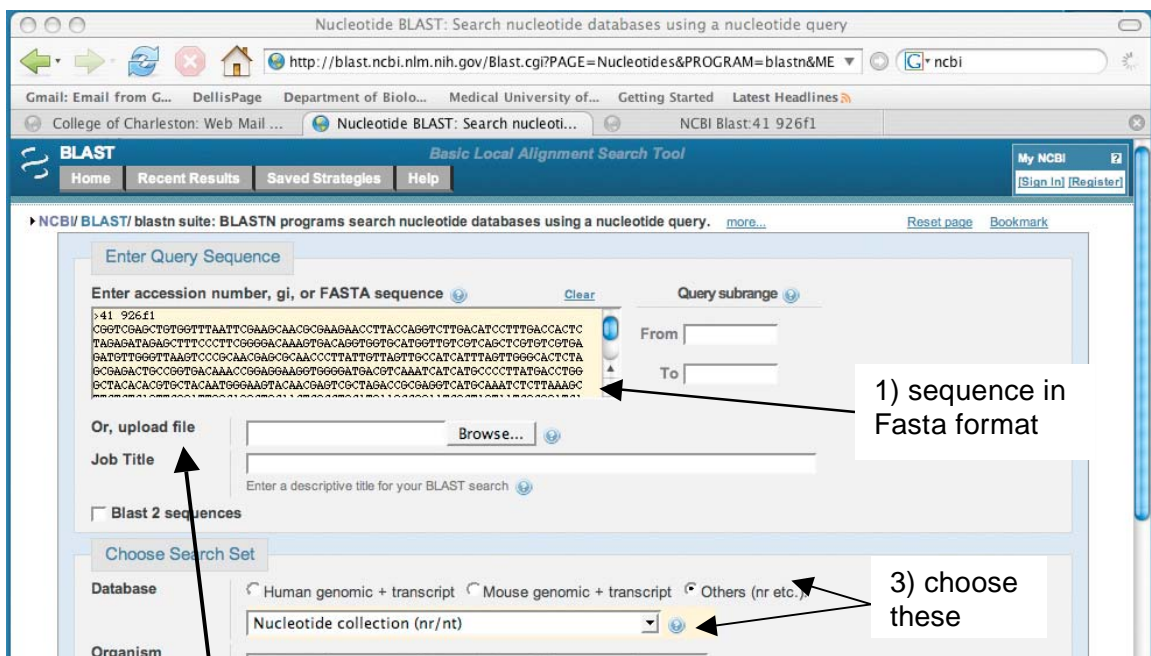 Nucleotide BLAST: Search nucleotide databases using a nucleotide query
http://blast.ncbi.nlm.nih.gov/Blast.cgi?PAGE=Nucleotides&PROGRAM=blastn&ME
ncbi
Gmail: Email from G... DellisPage Department of Biolo... Medical University of... Getting Started Latest Headlines
College of Charleston: Web Mail ... Nucleotide BLAST: Search nucleoti... NCBI Blast:41 926f1
BLAST Basic Local Alignment Search Tool My NCBI
Home Recent Results Saved Strategies Help [Sign In] [Register]
NCBI/ BLAST/ blastn suite: BLASTN programs search nucleotide databases using a nucleotide query. more... Reset page Bookmark
Enter Query Sequence
Enter accession number, gi, or FASTA sequence Clear Query subrange
>41 926f1
CGGTCGAGCTGTGGTTTAATTCGAAGCAACGCGAAGAACCTTACCAGGTCTTGACATCCTTTGACCACTC
TAGAGATAGAGCTTTCCCTTCGGGGACAAAGTGACAGGTGGTGCATGGTTGTCGTCAGCTCGTGTCGTGA
GATGTTGGGTTAAGTCCCGCAACGAGCGCAACCCTTATTGTTAGTTGCCATCATTTAGTTGGGCACTCTA
GCGAGACTGCCGGTGACAAACCGGAGGAAGGTGGGGATGACGTCAAATCATCATGCCCCTTATGACCTGG
GCTACACACGTGCTACAATGGGAAGTACAACGAGTCGCTAGACCGCGAGGTCATGCAAATCTCTTAAAGC
From
To
1) sequence in
Fasta format
Or, upload file Browse...
Job Title
Enter a descriptive title for your BLAST search
Blast 2 sequences
Choose Search Set
Database Human genomic + transcript Mouse genomic + transcript Others (nr etc.):
Nucleotide collection (nr/nt)
3) choose
these
Organism